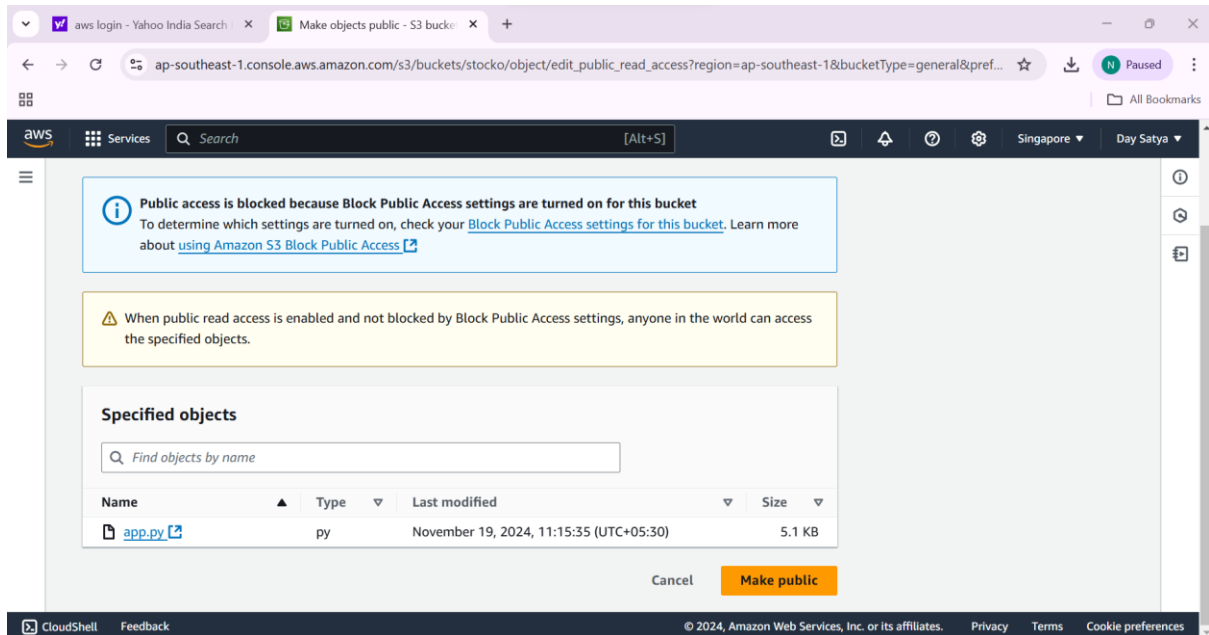 aws login - Yahoo India Search
Make objects public - S3 bucke
ap-southeast-1.console.aws.amazon.com/s3/buckets/stocko/object/edit_public_read_access?region=ap-southeast-1&bucketType=general&pref...
N Paused
All Bookmarks
aws Services Search [Alt+S] Singapore Day Satya
Public access is blocked because Block Public Access settings are turned on for this bucket
To determine which settings are turned on, check your Block Public Access settings for this bucket. Learn more
about using Amazon S3 Block Public Access
When public read access is enabled and not blocked by Block Public Access settings, anyone in the world can access
the specified objects.
Specified objects
Find objects by name
Name Type Last modified Size
app.py py November 19, 2024, 11:15:35 (UTC+05:30) 5.1 KB
Cancel Make public
CloudShell Feedback © 2024, Amazon Web Services, Inc. or its affiliates. Privacy Terms Cookie preferences